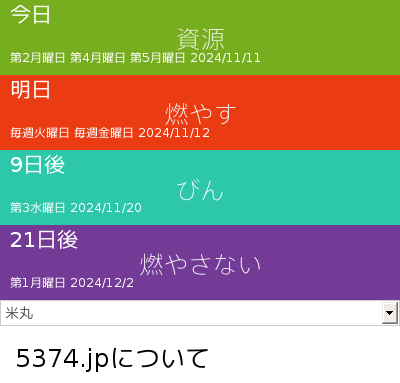 今日
資源
第2月曜日 第4月曜日 第5月曜日 2024/11/11
明日
燃やす
毎週火曜日 毎週金曜日 2024/11/12
9日後
びん
第3水曜日 2024/11/20
21日後
燃やさない
第1月曜日 2024/12/2
米丸
5374.jpについて